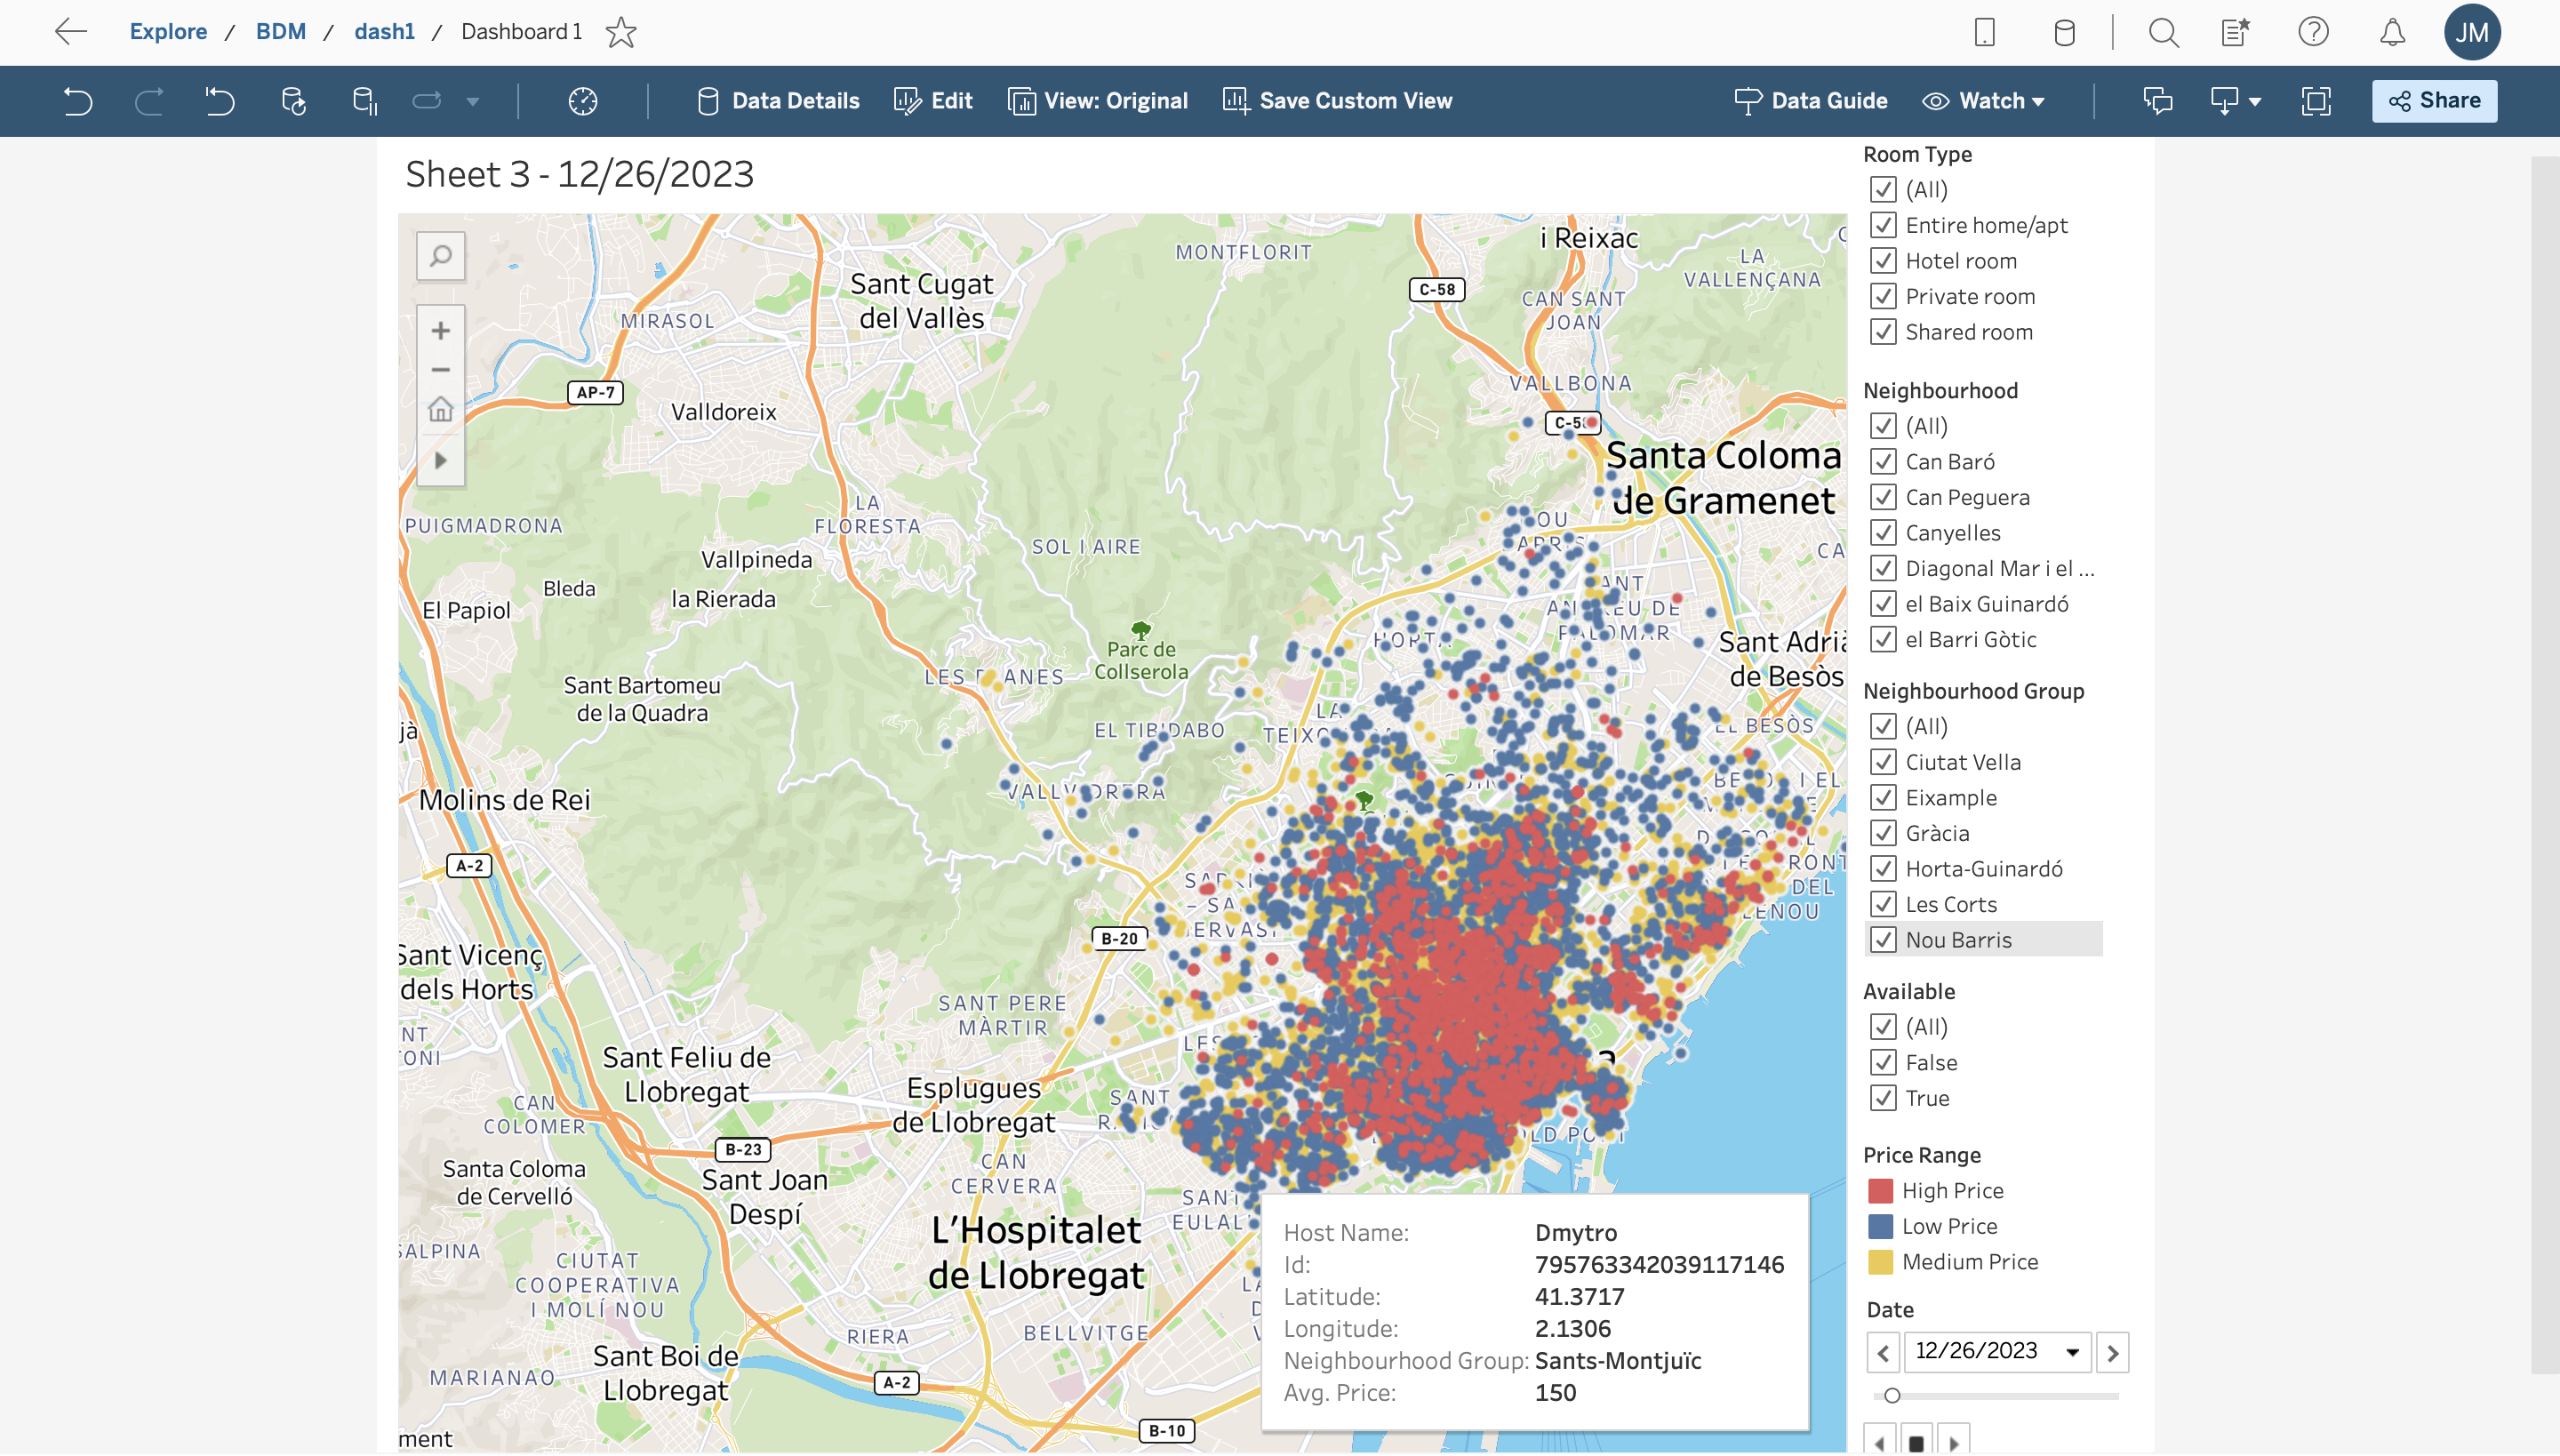 Explore / BDM / dash1 / Dashboard 1
JM
Data Details
Edit
View: Original
Save Custom View
Data Guide
Watch
Share
Sheet 3 - 12/26/2023
MONTFLORIT
i Reixac
LA
VALLENÇANA
Sant Cugat
del Vallès
C-58
CAN SANT
JOAN
MIRASOL
AP-7
Valldoreix
VALLBONA
Santa Coloma
de Gramenet
LA
FLORESTA
PUIGMADRONA
SOL I AIRE
Vallpineda
Bleda
la Rierada
El Papiol
Parc de
Collserola
Sant Adrià
de Besòs
Sant Bartomeu
de la Quadra
EL TIBIDABO
EL BESÒS
jà
Molins de Rei
A-2
B-20
Sant Vicenç
dels Horts
SANT PERE
MÀRTIR
Sant Feliu de
Llobregat
Esplugues
de Llobregat
CAN
COLOMER
B-23
Santa Coloma
de Cervelló
Sant Joan
Despí
CAN
CERVERA
L'Hospitalet
de Llobregat
SALPINA
CIUTAT
COOPERATIVA
I MOLÍ NOU
RIERA
BELLVITGE
Sant Boi de
Llobregat
MARIANAO
A-2
B-10
ment
Host Name: Dmytro
Id: 795763342039117146
Latitude: 41.3717
Longitude: 2.1306
Neighbourhood Group: Sants-Montjuïc
Avg. Price: 150
Room Type
(All)
Entire home/apt
Hotel room
Private room
Shared room
Neighbourhood
(All)
Can Baró
Can Peguera
Canyelles
Diagonal Mar i el ...
el Baix Guinardó
el Barri Gòtic
Neighbourhood Group
(All)
Ciutat Vella
Eixample
Gràcia
Horta-Guinardó
Les Corts
Nou Barris
Available
(All)
False
True
Price Range
High Price
Low Price
Medium Price
Date
12/26/2023